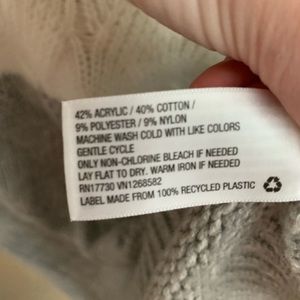 42% ACRYLIC / 40% COTTON /
9% POLYESTER / 9% NYLON
MACHINE WASH COLD WITH LIKE COLORS
GENTLE CYCLE
ONLY NON-CHLORINE BLEACH IF NEEDED
LAY FLAT TO DRY. WARM IRON IF NEEDED
RN17730 VN1268582
LABEL MADE FROM 100% RECYCLED PLASTIC